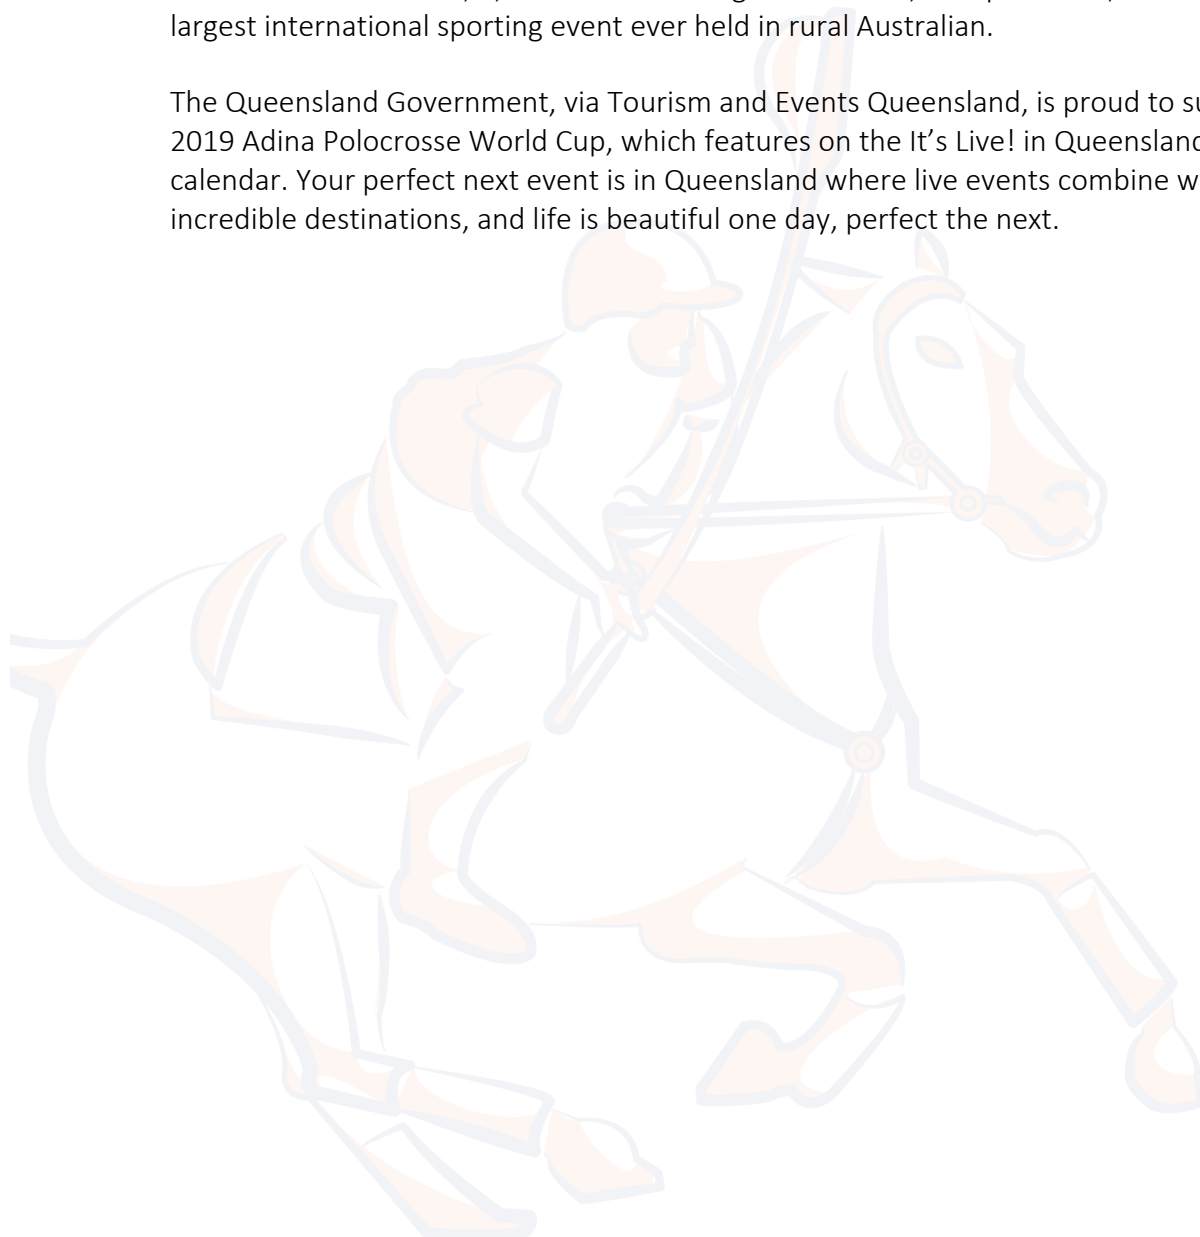 largest international sporting event ever held in rural Australian.
The Queensland Government, via Tourism and Events Queensland, is proud to
2019 Adina Polocrosse World Cup, which features on the It’s Live! in Queensland
calendar. Your perfect next event is in Queensland where live events combine
incredible destinations, and life is beautiful one day, perfect the next.